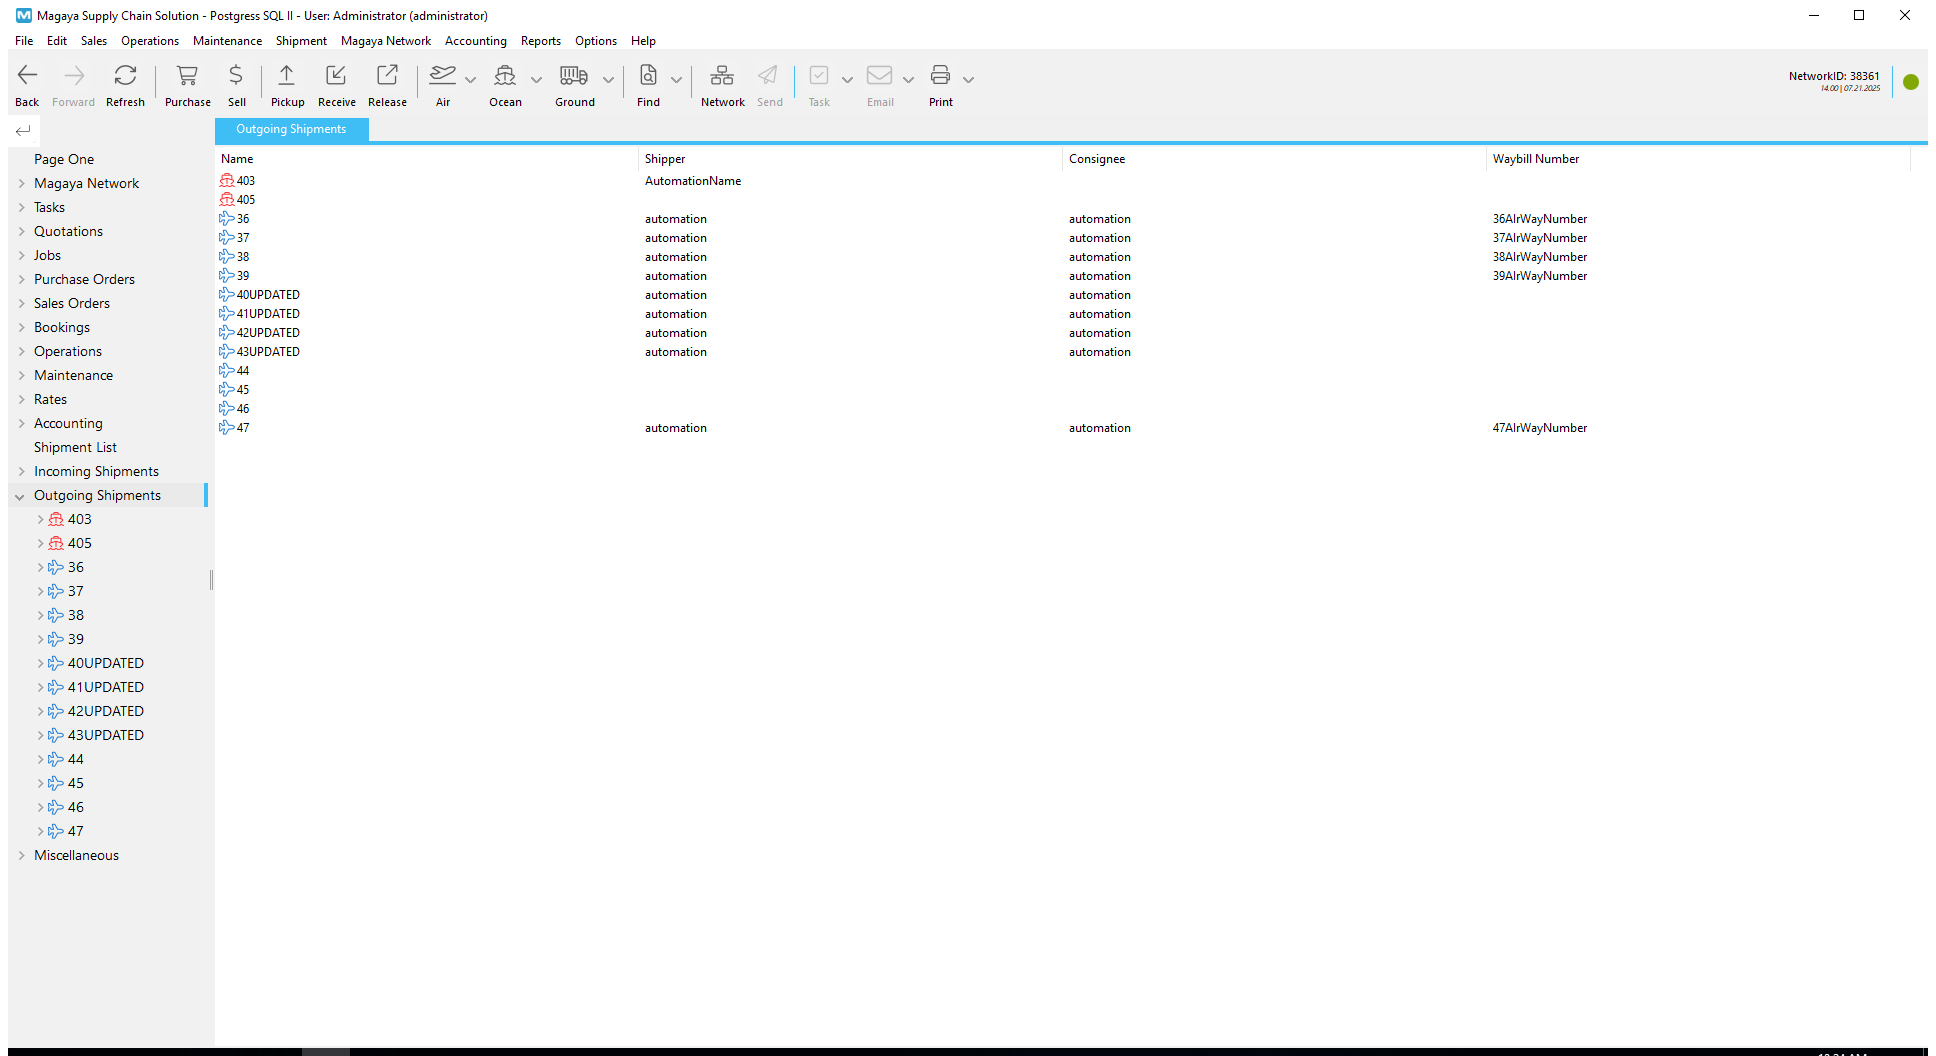 Magaya Supply Chain Solution - Postgress SQL II - User: Administrator (administrator)
File Edit Sales Operations Maintenance Shipment Magaya Network Accounting Reports Options Help
Back Forward Refresh Purchase Sell Pickup Receive Release Air Ocean Ground Find Network Send Task Email Print
NetworkID: 38361
14.00 | 07.21.2025
Outgoing Shipments
Name Shipper Consignee Waybill Number
403 AutomationName
405
36 automation automation 36AIrWayNumber
37 automation automation 37AIrWayNumber
38 automation automation 38AIrWayNumber
39 automation automation 39AIrWayNumber
40UPDATED automation automation
41UPDATED automation automation
42UPDATED automation automation
43UPDATED automation automation
44
45
46
47 automation automation 47AIrWayNumber
Page One
Magaya Network
Tasks
Quotations
Jobs
Purchase Orders
Sales Orders
Bookings
Operations
Maintenance
Rates
Accounting
Shipment List
Incoming Shipments
Outgoing Shipments
403
405
36
37
38
39
40UPDATED
41UPDATED
42UPDATED
43UPDATED
44
45
46
47
Miscellaneous